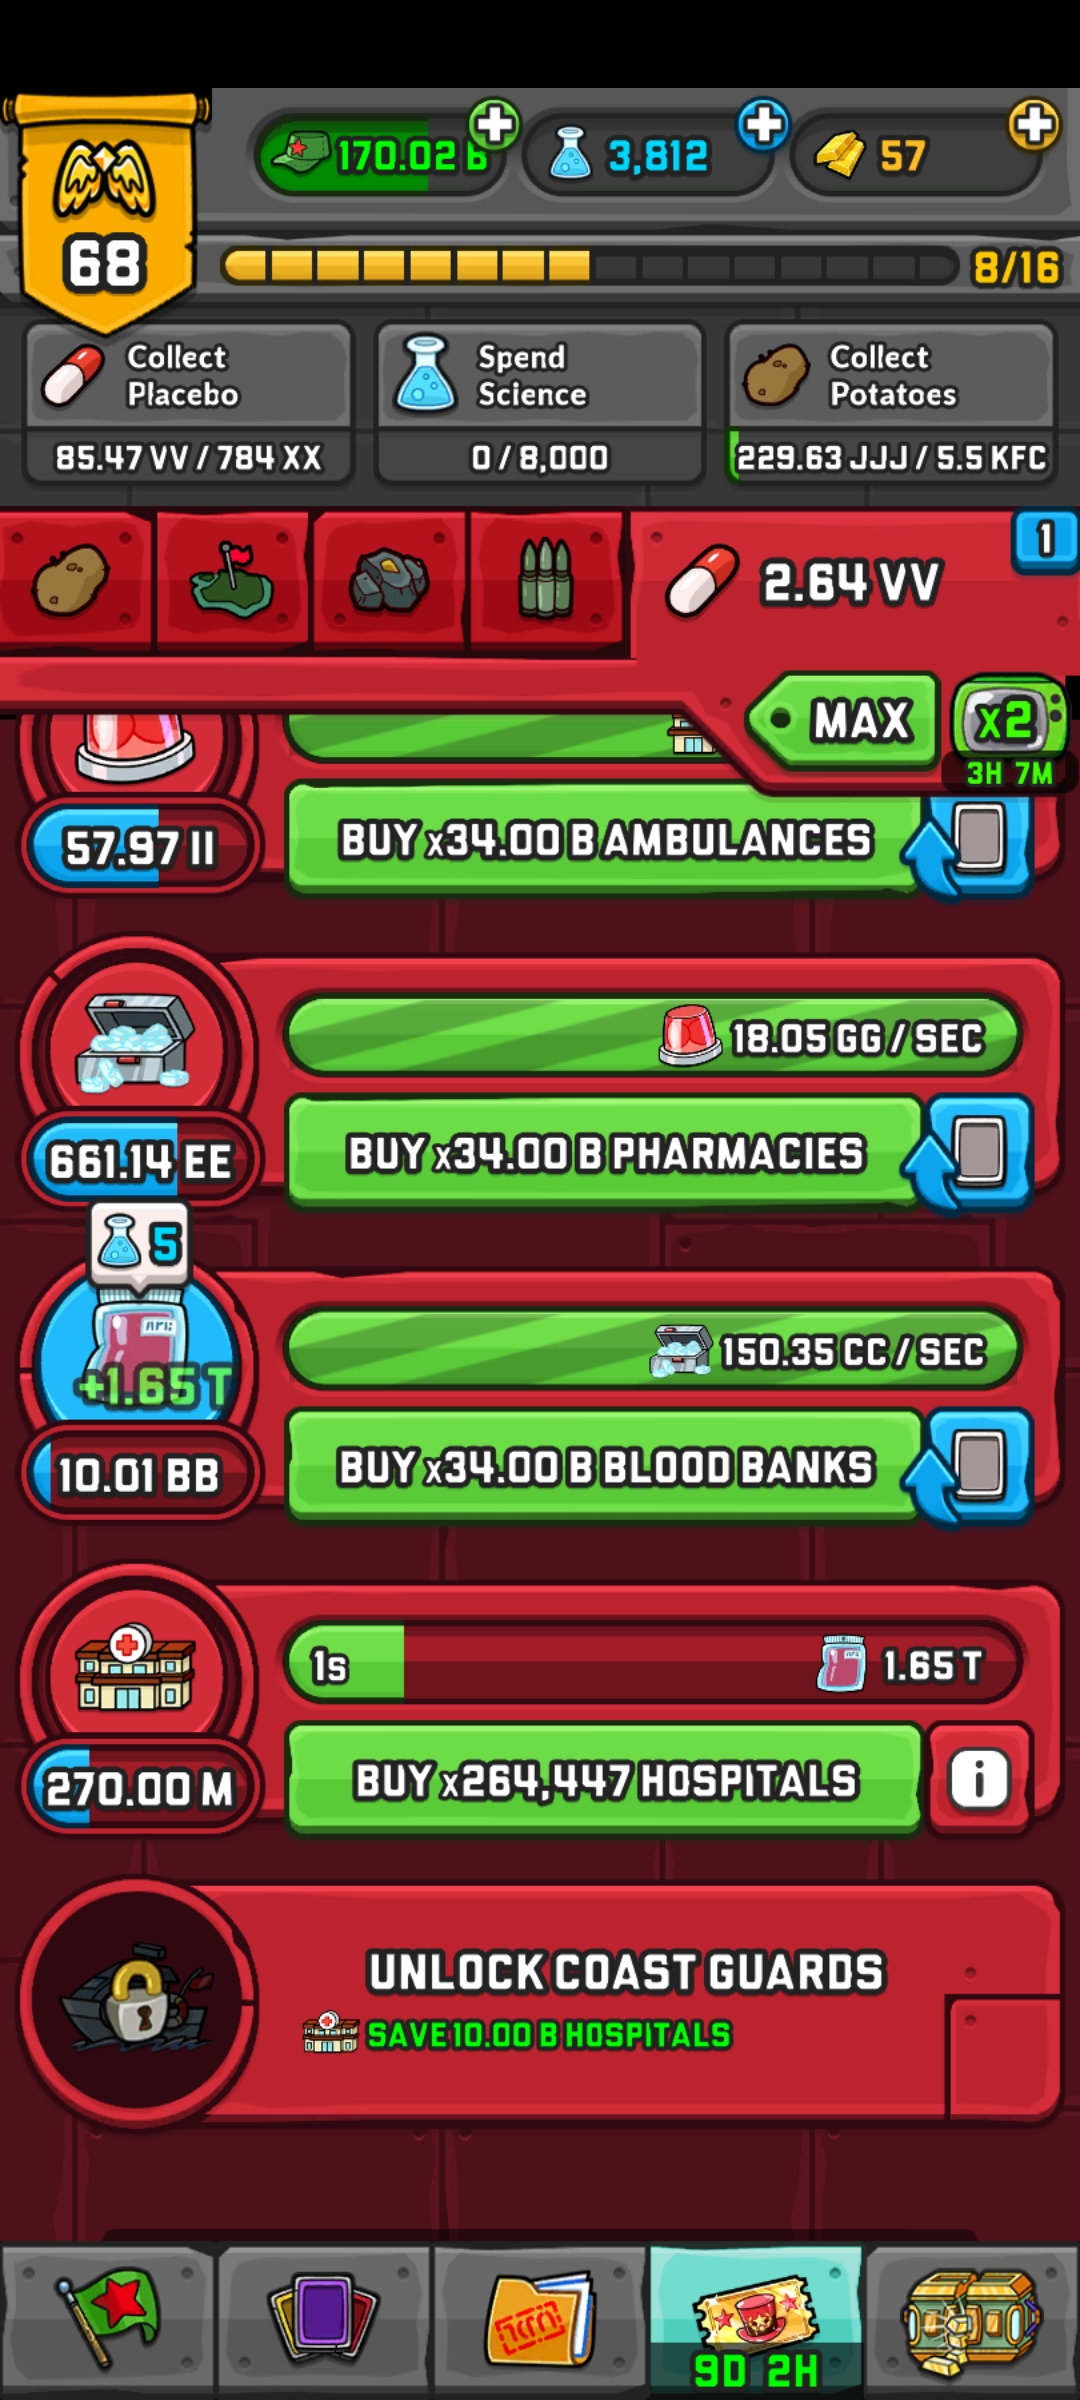 170.02 B
3,812
57
68
8/16
Collect
Placebo
85.47 VV / 784 XX
Spend
Science
0 / 8,000
Collect
Potatoes
229.63 JJJ / 5.5 KFC
2.64 VV
1
MAX
x2
3H 7M
57.97 II
BUY x34.00 B AMBULANCES
18.05 GG / SEC
661.14 EE
BUY x34.00 B PHARMACIES
5
+1.65 T
150.35 CC / SEC
10.01 BB
BUY x34.00 B BLOOD BANKS
1s
1.65 T
270.00 M
BUY x264,447 HOSPITALS
i
UNLOCK COAST GUARDS
SAVE 10.00 B HOSPITALS
9D 2H